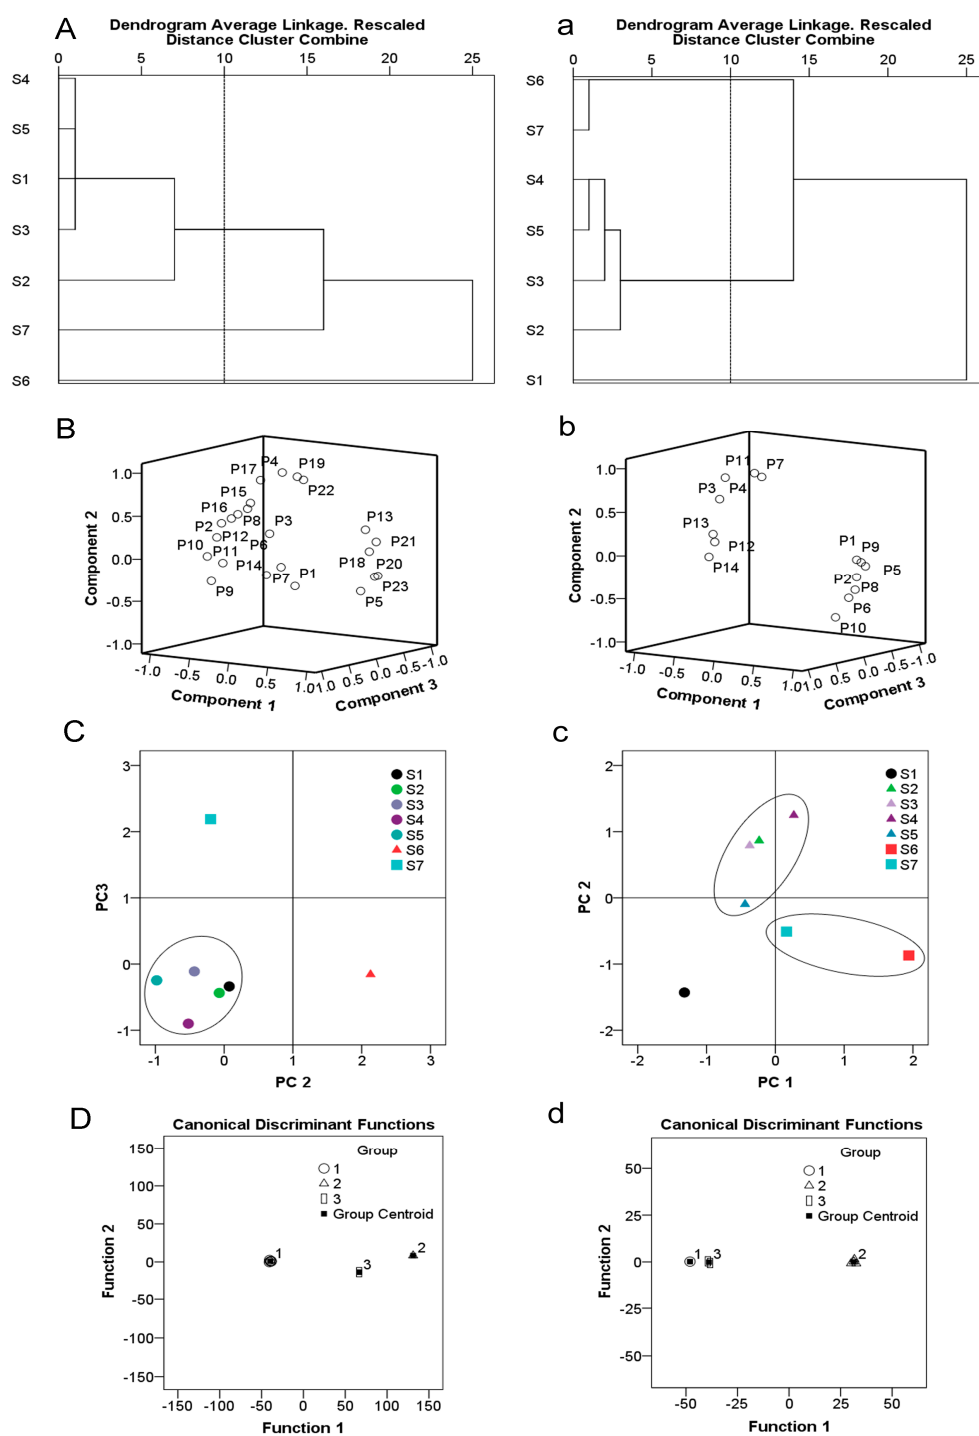 A
Dendrogram Average Linkage. Rescaled
Distance Cluster Combine
0 5 10 15 20 25
S4
S5
S1
S3
S2
S7
S6
a
Dendrogram Average Linkage. Rescaled
Distance Cluster Combine
0 5 10 15 20 25
S6
S7
S4
S5
S3
S2
S1
B
Component 2
1.0
0.5
0.0
-0.5
-1.0
P4 P19
P17
P22
P15
P16
P8 P3
P13
P2
P12
P6
P21
P10
P11
P14
P18 P20
P7 P1
P9
P23
P5
-1.0 -0.5 0.0 0.5 1.0
Component 1
1.0 0.5 0.0 -0.5 -1.0
Component 3
b
Component 2
1.0
0.5
0.0
-0.5
-1.0
P11 P7
P3 P4
P13
P12
P14
P1 P9
P5
P2
P8
P6
P10
-1.0 -0.5 0.0 0.5 1.0
Component 1
1.0 0.5 0.0 -0.5 -1.0
Component 3
C
PC3
3
2
1
0
-1
S1
S2
S3
S4
S5
S6
S7
-1 0 1 2 3
PC 2
c
PC 2
2
1
0
-1
-2
S1
S2
S3
S4
S5
S6
S7
-2 -1 0 1 2
PC 1
D
Canonical Discriminant Functions
Function 2
150
100
50
0
-50
-100
-150
Group
1
2
3
Group Centroid
1
3
2
-150 -100 -50 0 50 100 150
Function 1
d
Canonical Discriminant Functions
Function 2
50
25
0
-25
-50
Group
1
2
3
Group Centroid
1 3
2
-50 -25 0 25 50
Function 1